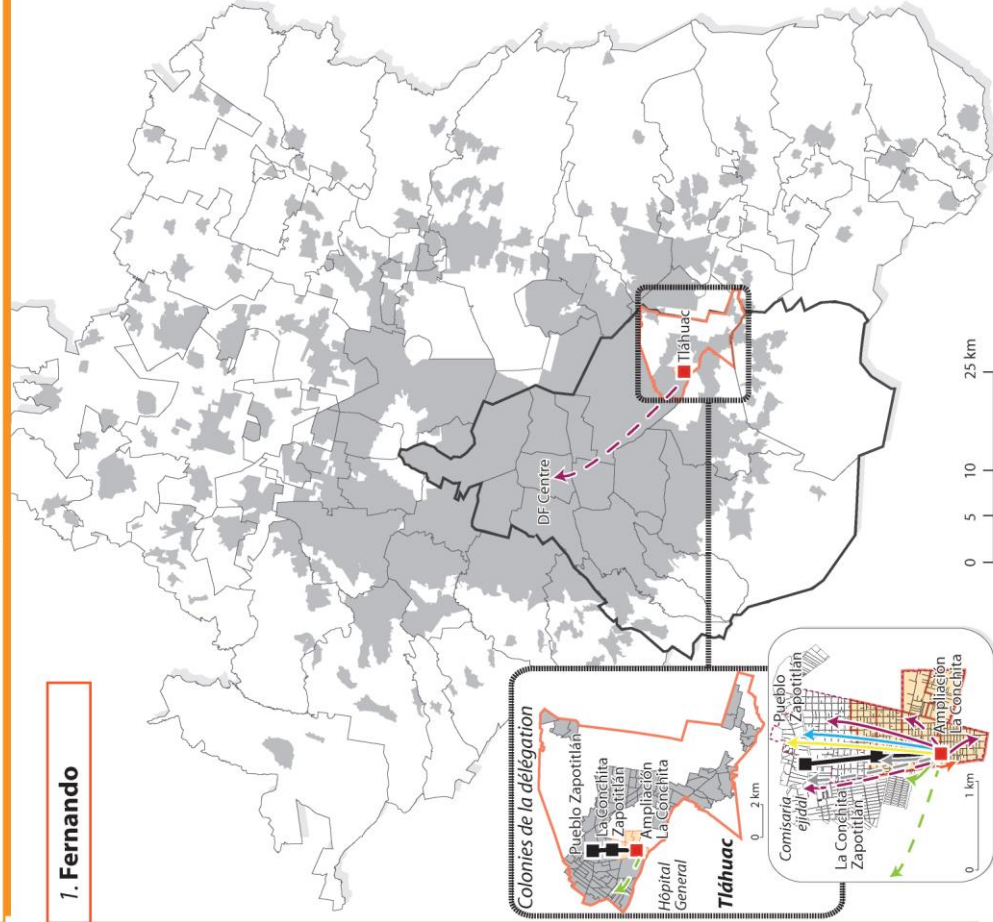 1. Fernando
DF Centre
Tláhuac
0 5 10 25 km
Colonies de la délégation
Pueblo Zapotitlán
La Conchita
Zapotitlán
Ampliación
La Conchita
Hôpital
General
Tláhuac
0 2 km
Pueblo
Zapotitlán
Comisaria
ejidal
La Conchita
Zapotitlán
Ampliación
La Conchita
0 1 km